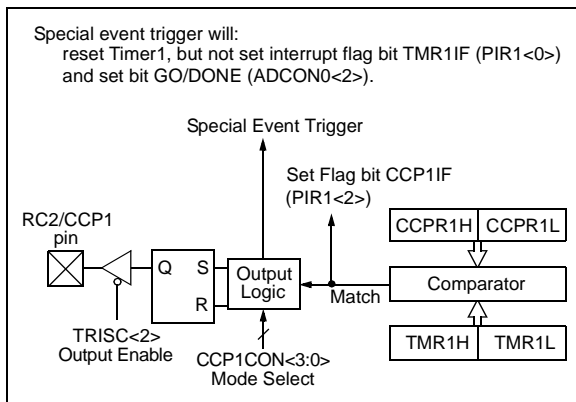 Special event trigger will:
reset Timer1, but not set interrupt flag bit TMR1IF (PIR1<0>)
and set bit GO/DONE (ADCON0<2>).
Special Event Trigger
Set Flag bit CCP1IF
(PIR1<2>)
RC2/CCP1
pin
CCPR1H CCPR1L
Q S
R
Output
Logic
Match
Comparator
TRISC<2>
Output Enable
CCP1CON<3:0>
Mode Select
TMR1H TMR1L